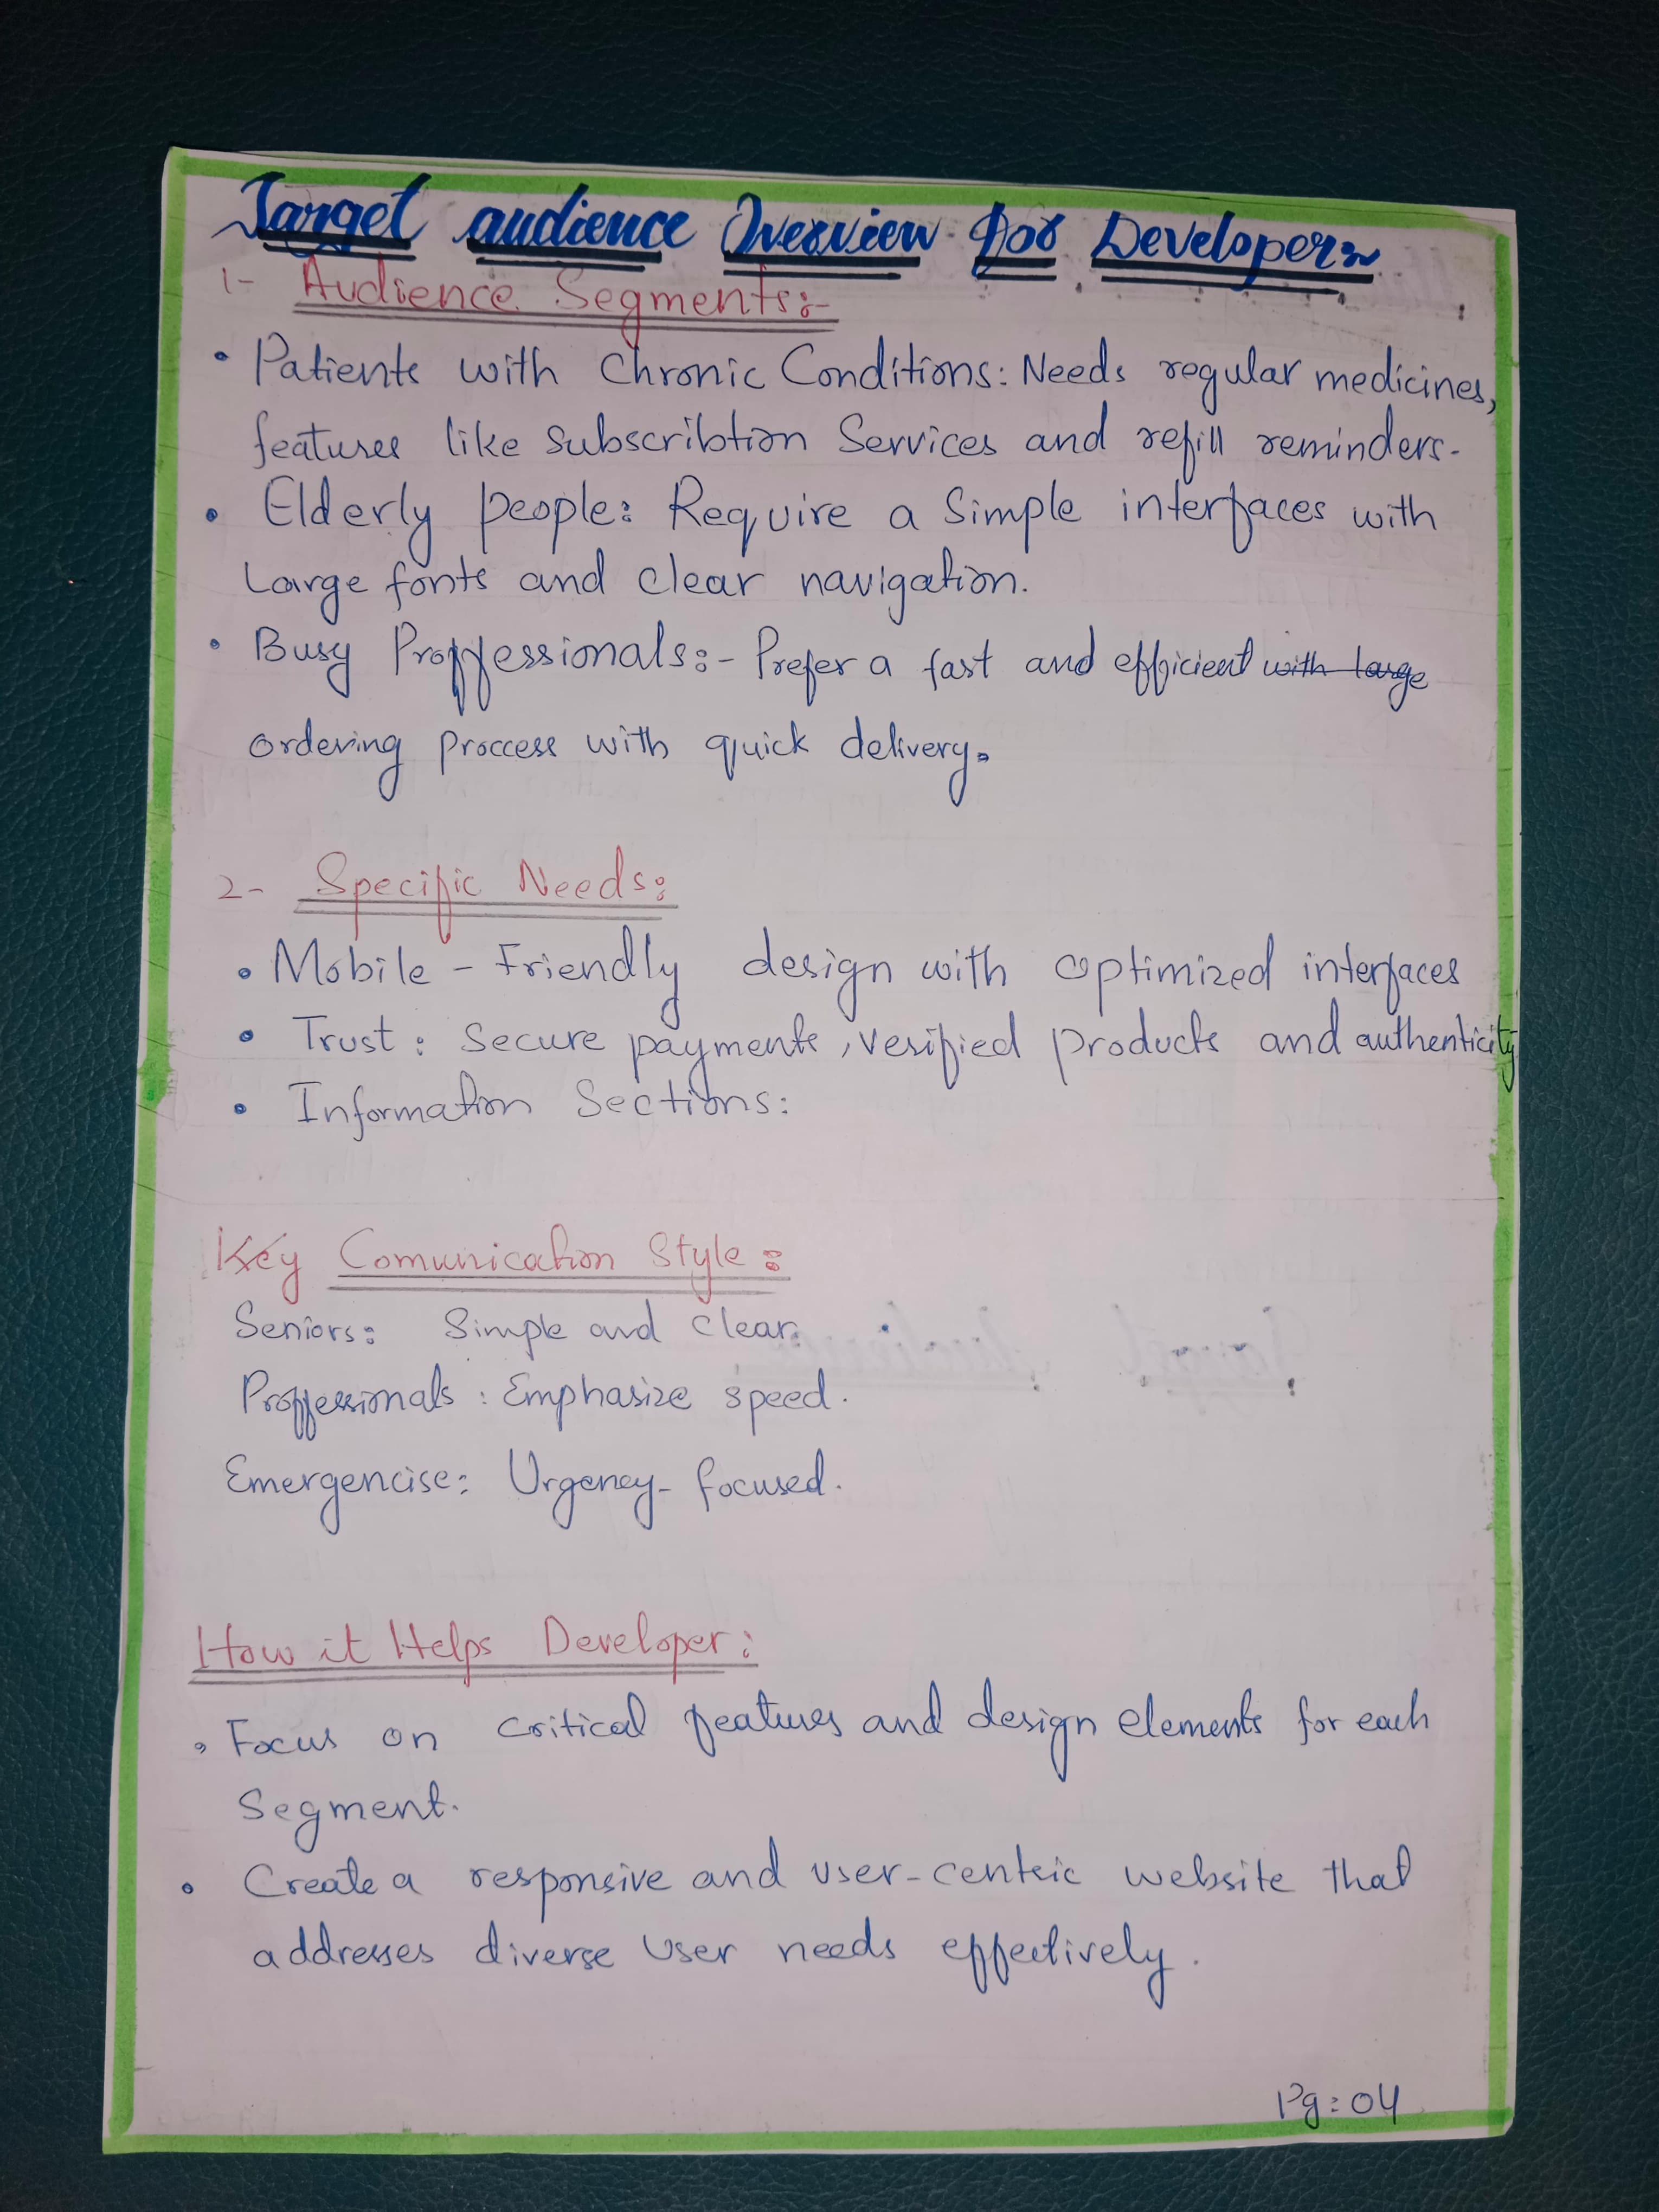 Target audience Overview for Developers
1- Audience Segments:-
• Patients with Chronic Conditions: Needs regular medicines,
features like Subscribtion Services and refill reminders.
• Elderly people: Require a Simple interfaces with
Large fonts and clear navigation.
• Busy Proffessionals:- Prefer a fast and efficient with large
ordering proccess with quick delivery.
2- Specific Needs:
• Mobile-Friendly design with optimized interfaces
• Trust: Secure payments, verified products and authenticity
• Information Sections:
Key Comunication Style:
Seniors: Simple and Clear.
Proffessionals: Emphasize speed.
Emergencise: Urgency-focused.
How it Helps Developer:
• Focus on critical features and design elements for each
Segment.
• Create a responsive and user-centric website that
addresses diverse User needs effectively.
Pg:04